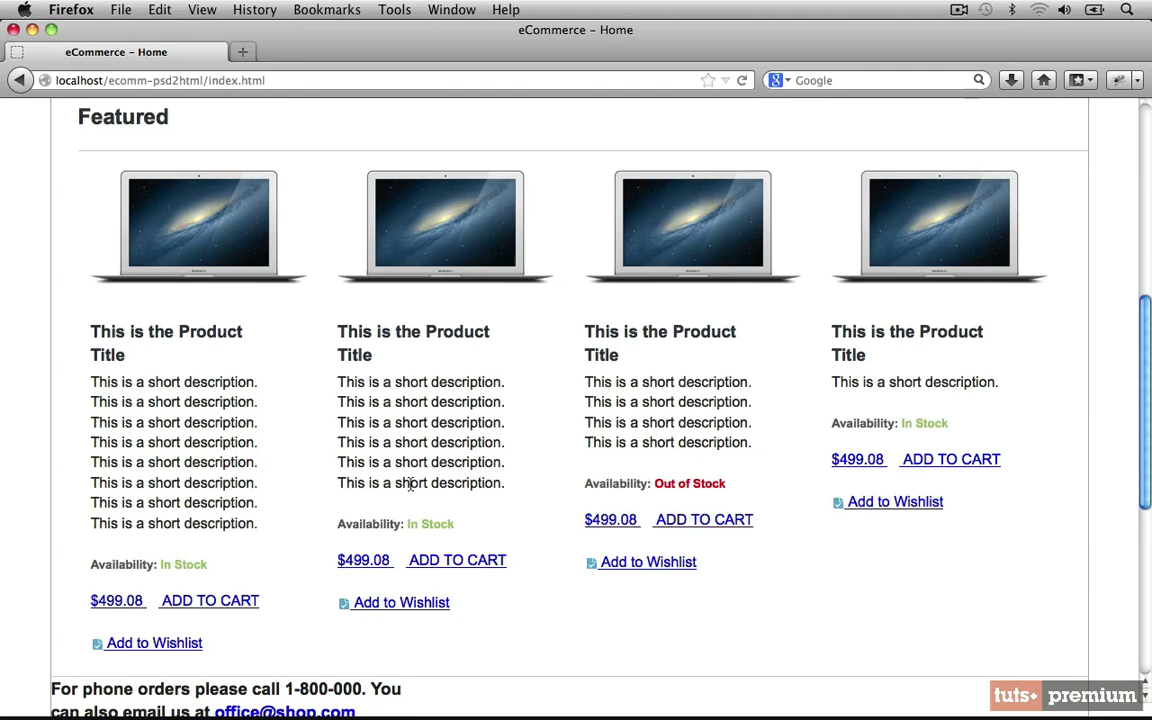 Firefox File Edit View History Bookmarks Tools Window Help
eCommerce – Home
eCommerce – Home
localhost/ecomm-psd2html/index.html
Google
Featured
This is the Product
Title
This is a short description.
This is a short description.
This is a short description.
This is a short description.
This is a short description.
This is a short description.
This is a short description.
This is a short description.
Availability: In Stock
$499.08 ADD TO CART
Add to Wishlist
This is the Product
Title
This is a short description.
This is a short description.
This is a short description.
This is a short description.
This is a short description.
This is a short description.
Availability: In Stock
$499.08 ADD TO CART
Add to Wishlist
This is the Product
Title
This is a short description.
This is a short description.
This is a short description.
This is a short description.
Availability: Out of Stock
$499.08 ADD TO CART
Add to Wishlist
This is the Product
Title
This is a short description.
Availability: In Stock
$499.08 ADD TO CART
Add to Wishlist
For phone orders please call 1-800-000. You
can also email us at office@shop.com
tuts+ premium